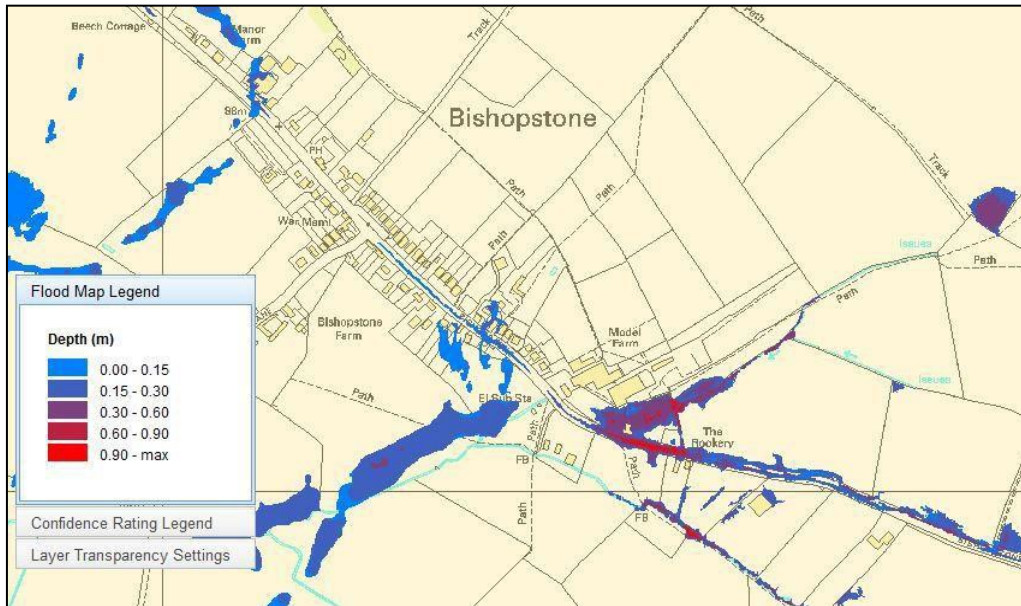 Beech Cottage
Manor
Farm
Path
Track
Path
98m
Bishopstone
PH
Path
Path
Track
War Meml
Path
Issues
Path
Path
Flood Map Legend
Bishopstone
Farm
Model
Farm
Depth (m)
0.00 - 0.15
0.15 - 0.30
0.30 - 0.60
0.60 - 0.90
0.90 - max
Issues
Path
El Sub Sta
Path
The
Rookery
FB
Path
Path
FB
Confidence Rating Legend
Layer Transparency Settings